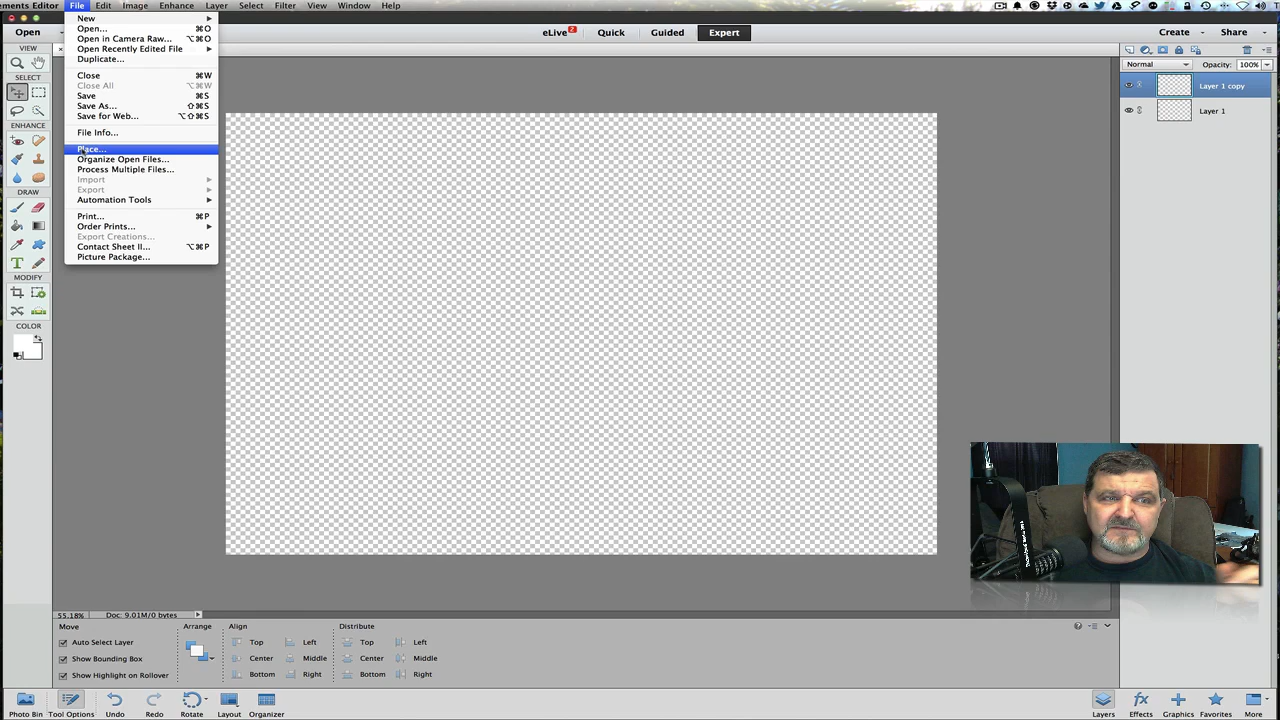 ements Editor File Edit Image Enhance Layer Select Filter View Window Help
Open eLive 2 Quick Guided Expert Create Share
New
Open... ⌘O
Open in Camera Raw... ⌥⌘O
Open Recently Edited File
Duplicate...
Close ⌘W
Close All ⌥⌘W
Save ⌘S
Save As... ⇧⌘S
Save for Web... ⌥⇧⌘S
File Info...
Place...
Organize Open Files...
Process Multiple Files...
Import
Export
Automation Tools
Print... ⌘P
Order Prints...
Export Creations...
Contact Sheet II... ⌥⌘P
Picture Package...
VIEW
SELECT
ENHANCE
DRAW
MODIFY
COLOR
Normal Opacity: 100%
Layer 1 copy
Layer 1
55.18% Doc: 9.01M/0 bytes
Move Arrange Align Distribute
Auto Select Layer Top Left Top Left
Show Bounding Box Center Middle Center Middle
Show Highlight on Rollover Bottom Right Bottom Right
Photo Bin Tool Options Undo Redo Rotate Layout Organizer Layers Effects Graphics Favorites More